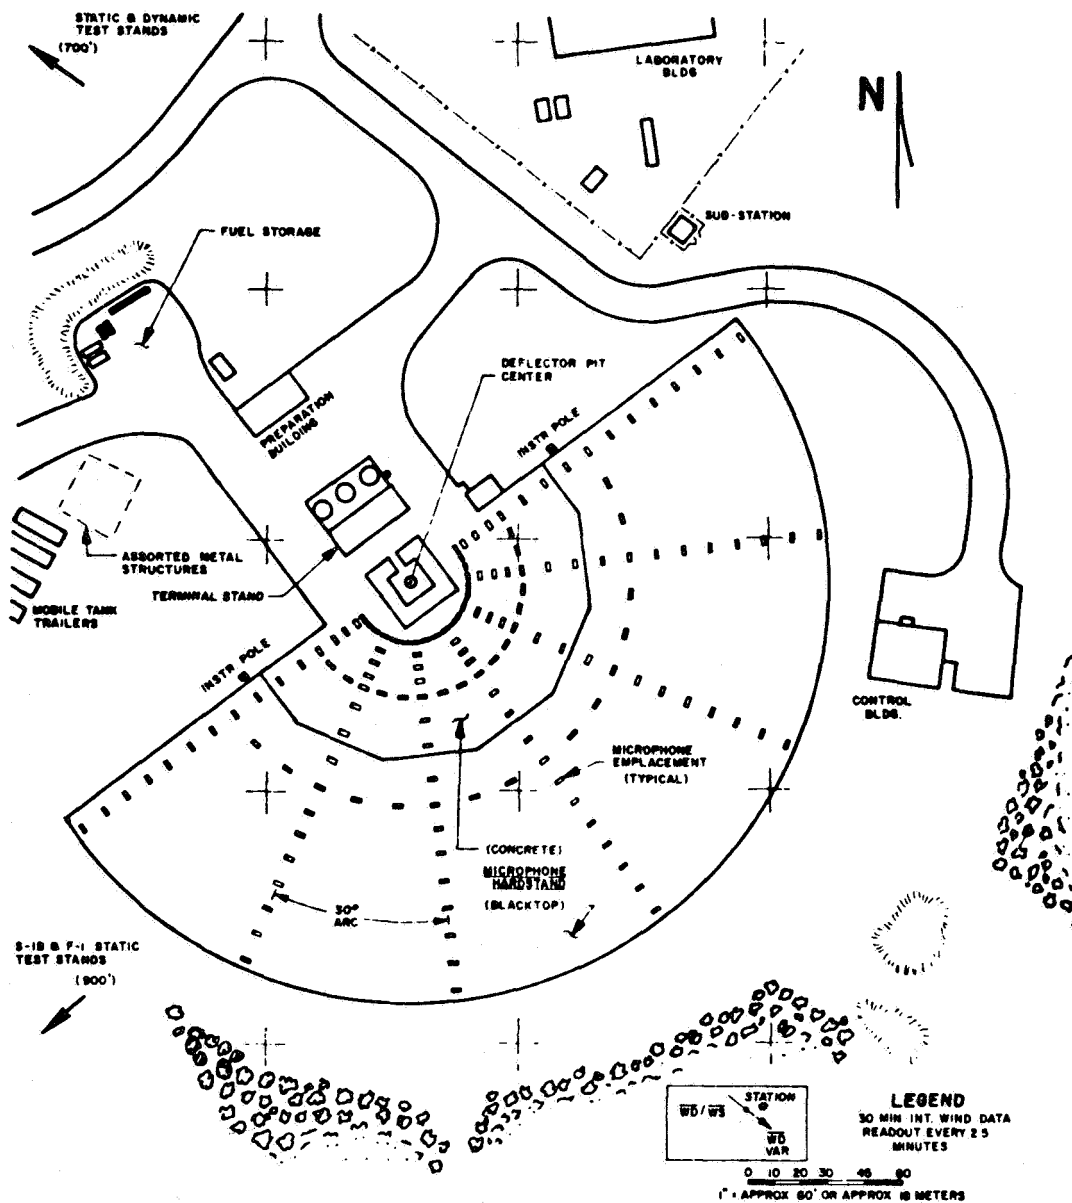 STATIC & DYNAMIC
TEST STANDS
(700')
LABORATORY
BLDG
N
SUB-STATION
FUEL STORAGE
DEFLECTOR PIT
CENTER
INSTR POLE
PREPARATION
BUILDING
ASSORTED METAL
STRUCTURES
TERMINAL STAND
MOBILE TANK
TRAILERS
INSTR POLE
CONTROL
BLDG.
MICROPHONE
EMPLACEMENT
(TYPICAL)
(CONCRETE)
MICROPHONE
HARDSTAND
(BLACKTOP)
30°
ARC
S-IB & F-1 STATIC
TEST STANDS
(900')
STATION
WD/WS
WD
VAR
LEGEND
30 MIN INT. WIND DATA
READOUT EVERY 2.5
MINUTES
0 10 20 30 45 60
1" = APPROX 60' OR APPROX 18 METERS